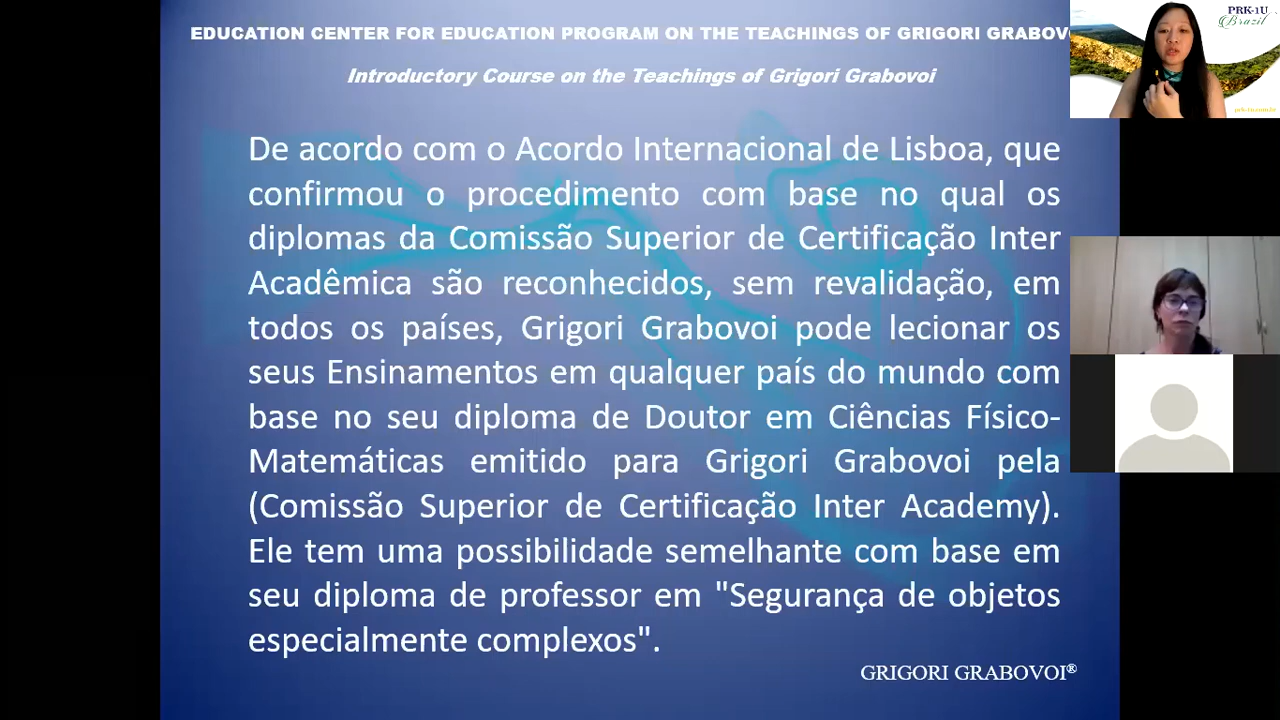 EDUCATION CENTER FOR EDUCATION PROGRAM ON THE TEACHINGS OF GRIGORI GRABOV
Introductory Course on the Teachings of Grigori Grabovoi
De acordo com o Acordo Internacional de Lisboa, que
confirmou o procedimento com base no qual os
diplomas da Comissão Superior de Certificação Inter
Acadêmica são reconhecidos, sem revalidação, em
todos os países, Grigori Grabovoi pode lecionar os
seus Ensinamentos em qualquer país do mundo com
base no seu diploma de Doutor em Ciências Físico-
Matemáticas emitido para Grigori Grabovoi pela
(Comissão Superior de Certificação Inter Academy).
Ele tem uma possibilidade semelhante com base em
seu diploma de professor em "Segurança de objetos
especialmente complexos".
GRIGORI GRABOVOI®
PRK-1U
Brazil